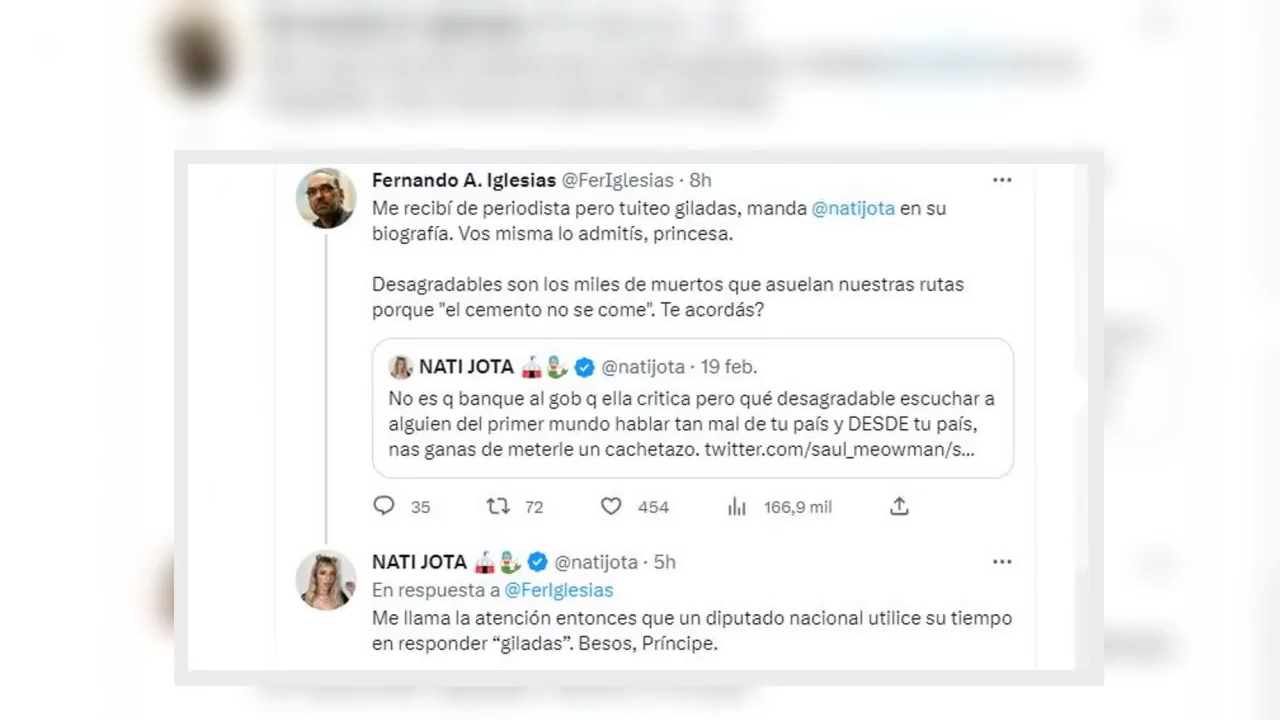 Fernando A. Iglesias @FerIglesias · 8h
Me recibí de periodista pero tuiteo giladas, manda @natijota en su
biografía. Vos misma lo admitís, princesa.
Desagradables son los miles de muertos que asuelan nuestras rutas
porque "el cemento no se come". Te acordás?
NATI JOTA @natijota · 19 feb.
No es q banque al gob q ella critica pero qué desagradable escuchar a
alguien del primer mundo hablar tan mal de tu país y DESDE tu país,
nas ganas de meterle un cachetazo. twitter.com/saul_meowman/s...
35 72 454 166,9 mil
NATI JOTA @natijota · 5h
En respuesta a @FerIglesias
Me llama la atención entonces que un diputado nacional utilice su tiempo
en responder “giladas”. Besos, Príncipe.